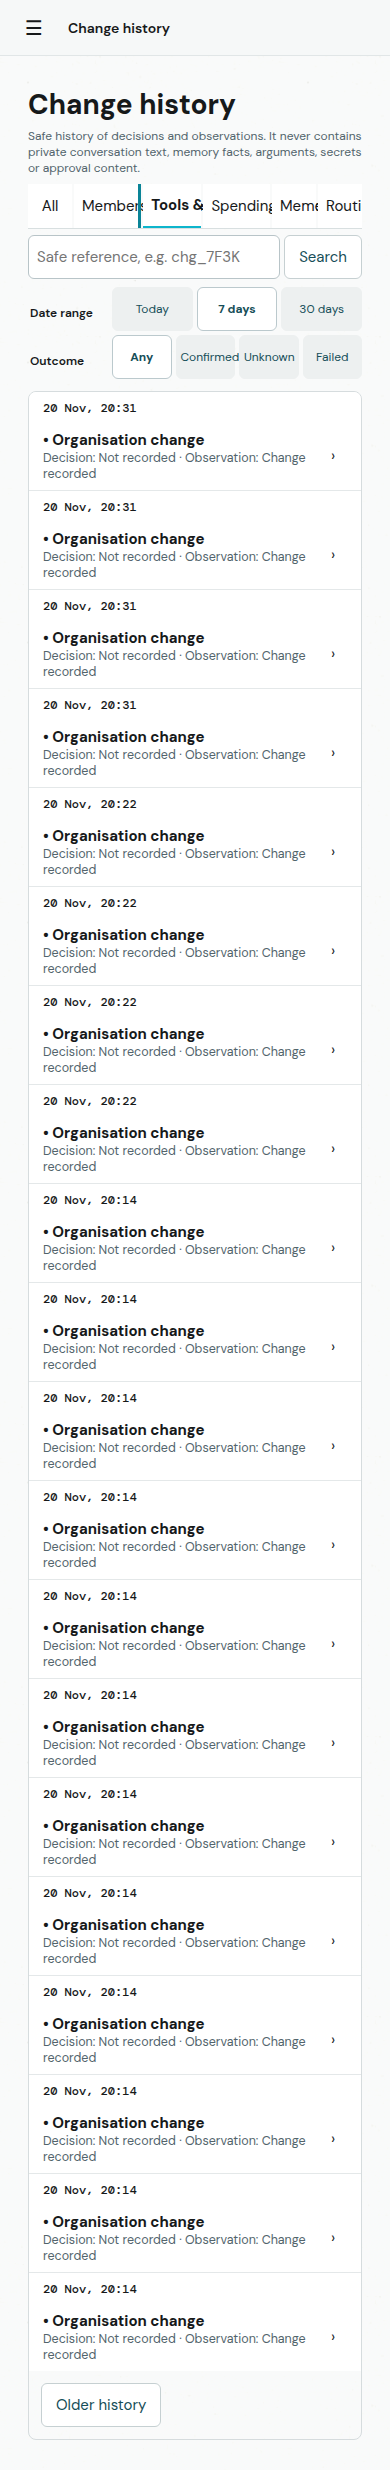 ☰ Change history
Change history
Safe history of decisions and observations. It never contains
private conversation text, memory facts, arguments, secrets
or approval content.
All Members Tools & Spending Meme Routi
Safe reference, e.g. chg_7F3K Search
Date range Today 7 days 30 days
Outcome Any Confirmed Unknown Failed
20 Nov, 20:31
• Organisation change
Decision: Not recorded · Observation: Change ›
recorded
20 Nov, 20:31
• Organisation change
Decision: Not recorded · Observation: Change ›
recorded
20 Nov, 20:31
• Organisation change
Decision: Not recorded · Observation: Change ›
recorded
20 Nov, 20:31
• Organisation change
Decision: Not recorded · Observation: Change ›
recorded
20 Nov, 20:22
• Organisation change
Decision: Not recorded · Observation: Change ›
recorded
20 Nov, 20:22
• Organisation change
Decision: Not recorded · Observation: Change ›
recorded
20 Nov, 20:22
• Organisation change
Decision: Not recorded · Observation: Change ›
recorded
20 Nov, 20:22
• Organisation change
Decision: Not recorded · Observation: Change ›
recorded
20 Nov, 20:14
• Organisation change
Decision: Not recorded · Observation: Change ›
recorded
20 Nov, 20:14
• Organisation change
Decision: Not recorded · Observation: Change ›
recorded
20 Nov, 20:14
• Organisation change
Decision: Not recorded · Observation: Change ›
recorded
20 Nov, 20:14
• Organisation change
Decision: Not recorded · Observation: Change ›
recorded
20 Nov, 20:14
• Organisation change
Decision: Not recorded · Observation: Change ›
recorded
20 Nov, 20:14
• Organisation change
Decision: Not recorded · Observation: Change ›
recorded
20 Nov, 20:14
• Organisation change
Decision: Not recorded · Observation: Change ›
recorded
20 Nov, 20:14
• Organisation change
Decision: Not recorded · Observation: Change ›
recorded
20 Nov, 20:14
• Organisation change
Decision: Not recorded · Observation: Change ›
recorded
20 Nov, 20:14
• Organisation change
Decision: Not recorded · Observation: Change ›
recorded
20 Nov, 20:14
• Organisation change
Decision: Not recorded · Observation: Change ›
recorded
20 Nov, 20:14
• Organisation change
Decision: Not recorded · Observation: Change ›
recorded
Older history